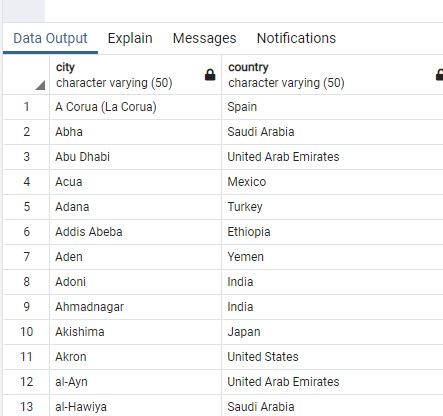 Data Output Explain Messages Notifications
city country
character varying (50) character varying (50)
1 A Corua (La Corua) Spain
2 Abha Saudi Arabia
3 Abu Dhabi United Arab Emirates
4 Acua Mexico
5 Adana Turkey
6 Addis Abeba Ethiopia
7 Aden Yemen
8 Adoni India
9 Ahmadnagar India
10 Akishima Japan
11 Akron United States
12 al-Ayn United Arab Emirates
13 al-Hawiya Saudi Arabia